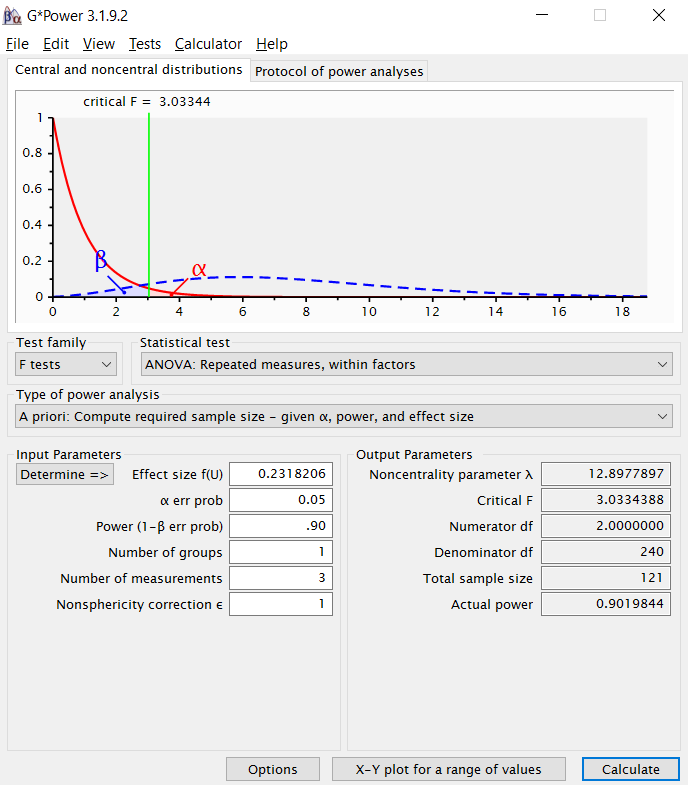 G*Power 3.1.9.2
File Edit View Tests Calculator Help
Central and noncentral distributions Protocol of power analyses
critical F = 3.03344
1
0.8
0.6
0.4
0.2
0
β
α
0 2 4 6 8 10 12 14 16 18
Test family Statistical test
F tests ANOVA: Repeated measures, within factors
Type of power analysis
A priori: Compute required sample size - given α, power, and effect size
Input Parameters
Determine => Effect size f(U) 0.2318206
α err prob 0.05
Power (1-β err prob) .90
Number of groups 1
Number of measurements 3
Nonsphericity correction ϵ 1
Output Parameters
Noncentrality parameter λ 12.8977897
Critical F 3.0334388
Numerator df 2.0000000
Denominator df 240
Total sample size 121
Actual power 0.9019844
Options X-Y plot for a range of values Calculate